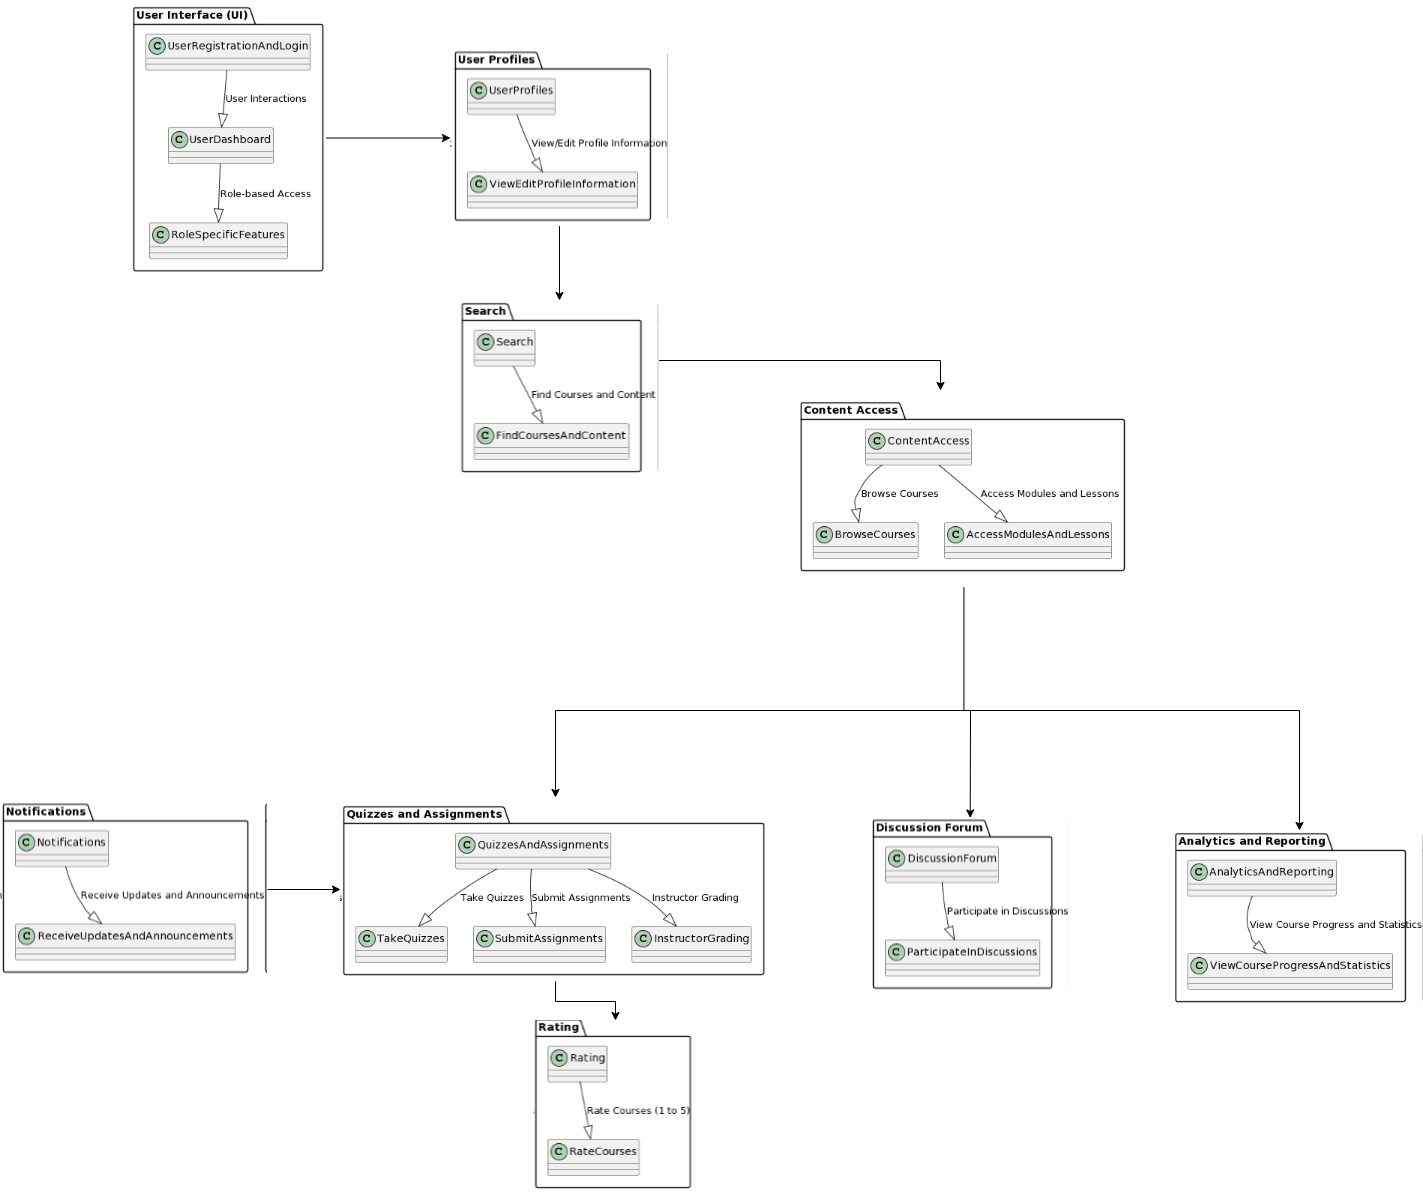 User Interface (UI)
C UserRegistrationAndLogin
User Interactions
C UserDashboard
Role-based Access
C RoleSpecificFeatures
User Profiles
C UserProfiles
View/Edit Profile Information
C ViewEditProfileInformation
Search
C Search
Find Courses and Content
C FindCoursesAndContent
Content Access
C ContentAccess
Browse Courses
Access Modules and Lessons
C BrowseCourses
C AccessModulesAndLessons
Notifications
C Notifications
Receive Updates and Announcements
C ReceiveUpdatesAndAnnouncements
Quizzes and Assignments
C QuizzesAndAssignments
Take Quizzes
Submit Assignments
Instructor Grading
C TakeQuizzes
C SubmitAssignments
C InstructorGrading
Discussion Forum
C DiscussionForum
Participate in Discussions
C ParticipateInDiscussions
Analytics and Reporting
C AnalyticsAndReporting
View Course Progress and Statistics
C ViewCourseProgressAndStatistics
Rating
C Rating
Rate Courses (1 to 5)
C RateCourses